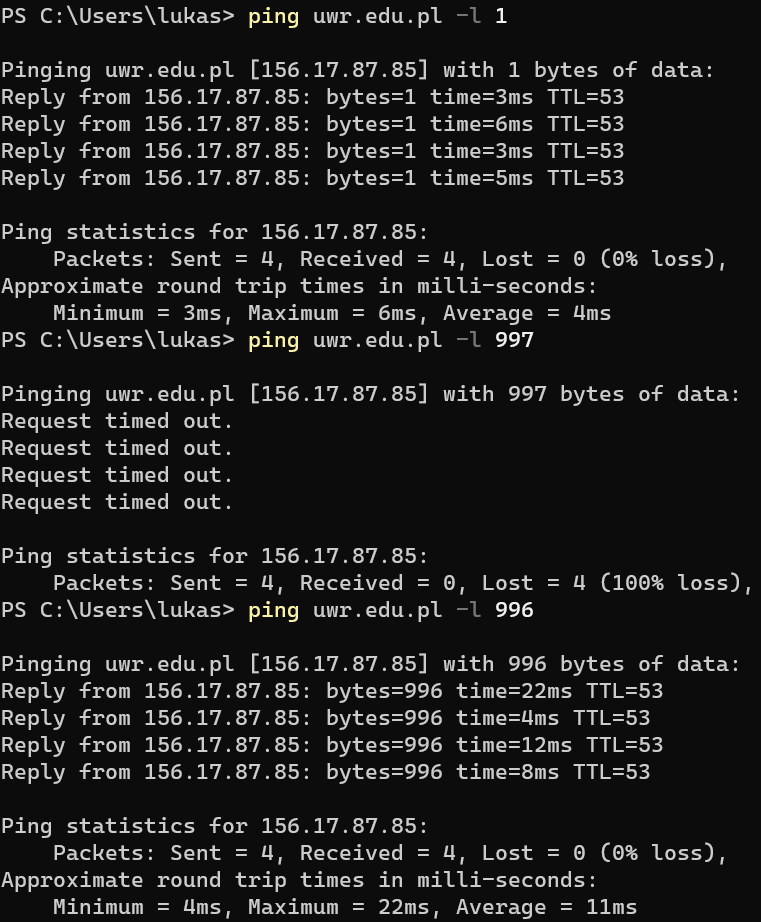 PS C:\Users\lukas> ping uwr.edu.pl -l 1
Pinging uwr.edu.pl [156.17.87.85] with 1 bytes of data:
Reply from 156.17.87.85: bytes=1 time=3ms TTL=53
Reply from 156.17.87.85: bytes=1 time=6ms TTL=53
Reply from 156.17.87.85: bytes=1 time=3ms TTL=53
Reply from 156.17.87.85: bytes=1 time=5ms TTL=53
Ping statistics for 156.17.87.85:
    Packets: Sent = 4, Received = 4, Lost = 0 (0% loss),
Approximate round trip times in milli-seconds:
    Minimum = 3ms, Maximum = 6ms, Average = 4ms
PS C:\Users\lukas> ping uwr.edu.pl -l 997
Pinging uwr.edu.pl [156.17.87.85] with 997 bytes of data:
Request timed out.
Request timed out.
Request timed out.
Request timed out.
Ping statistics for 156.17.87.85:
    Packets: Sent = 4, Received = 0, Lost = 4 (100% loss),
PS C:\Users\lukas> ping uwr.edu.pl -l 996
Pinging uwr.edu.pl [156.17.87.85] with 996 bytes of data:
Reply from 156.17.87.85: bytes=996 time=22ms TTL=53
Reply from 156.17.87.85: bytes=996 time=4ms TTL=53
Reply from 156.17.87.85: bytes=996 time=12ms TTL=53
Reply from 156.17.87.85: bytes=996 time=8ms TTL=53
Ping statistics for 156.17.87.85:
    Packets: Sent = 4, Received = 4, Lost = 0 (0% loss),
Approximate round trip times in milli-seconds:
    Minimum = 4ms, Maximum = 22ms, Average = 11ms